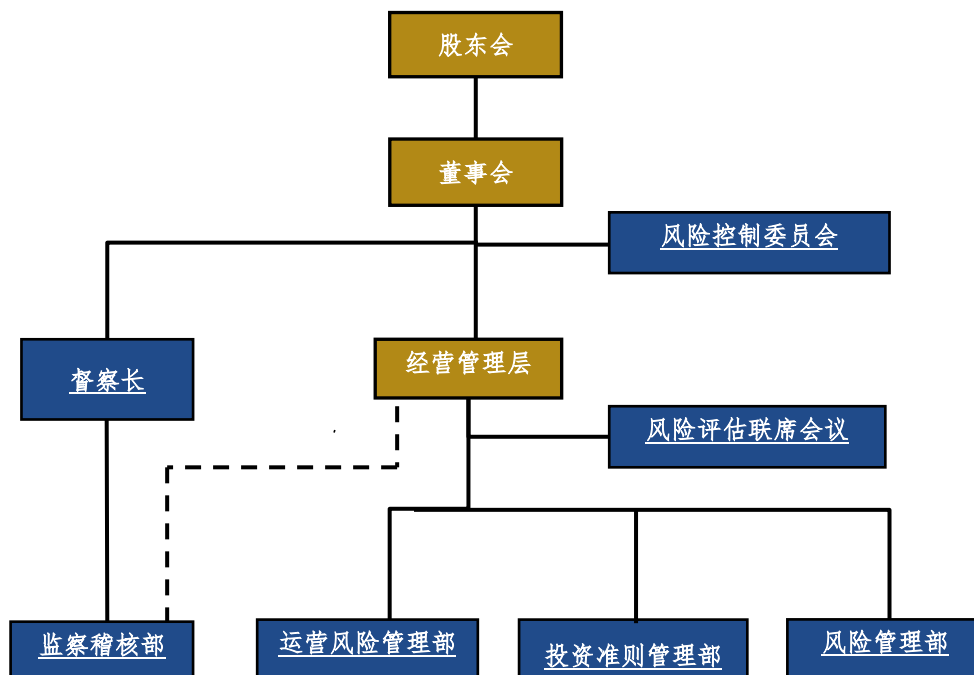 股东会
董事会
风险控制委员会
督察长
经营管理层
风险评估联席会议
监察稽核部
运营风险管理部
投资准则管理部
风险管理部